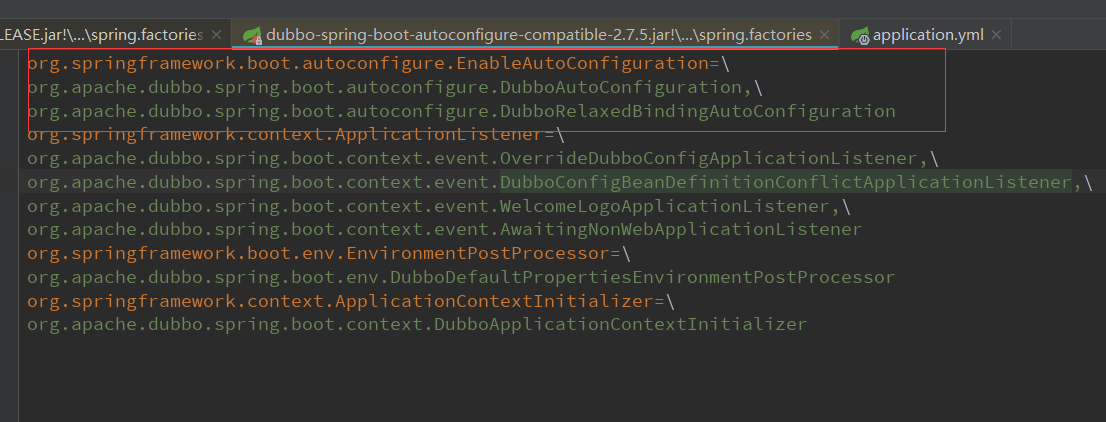 LEASE.jar!\...\spring.factories
dubbo-spring-boot-autoconfigure-compatible-2.7.5.jar!\...\spring.factories
application.yml
org.springframework.boot.autoconfigure.EnableAutoConfiguration=\
org.apache.dubbo.spring.boot.autoconfigure.DubboAutoConfiguration,\
org.apache.dubbo.spring.boot.autoconfigure.DubboRelaxedBindingAutoConfiguration
org.springframework.context.ApplicationListener=\
org.apache.dubbo.spring.boot.context.event.OverrideDubboConfigApplicationListener,\
org.apache.dubbo.spring.boot.context.event.DubboConfigBeanDefinitionConflictApplicationListener,\
org.apache.dubbo.spring.boot.context.event.WelcomeLogoApplicationListener,\
org.apache.dubbo.spring.boot.context.event.AwaitingNonWebApplicationListener
org.springframework.boot.env.EnvironmentPostProcessor=\
org.apache.dubbo.spring.boot.env.DubboDefaultPropertiesEnvironmentPostProcessor
org.springframework.context.ApplicationContextInitializer=\
org.apache.dubbo.spring.boot.context.DubboApplicationContextInitializer